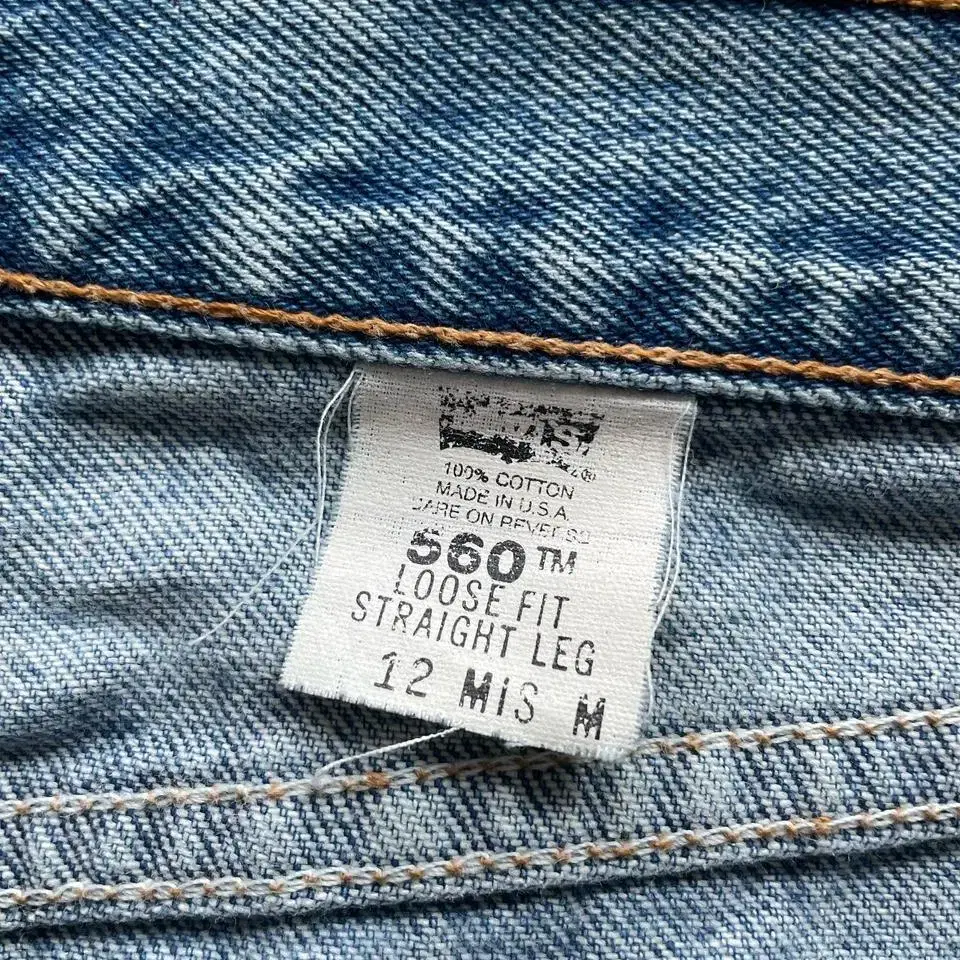 ®
100% COTTON
MADE IN U.S.A.
CARE ON REVERSE
560™
LOOSE FIT
STRAIGHT LEG
12 MIS M